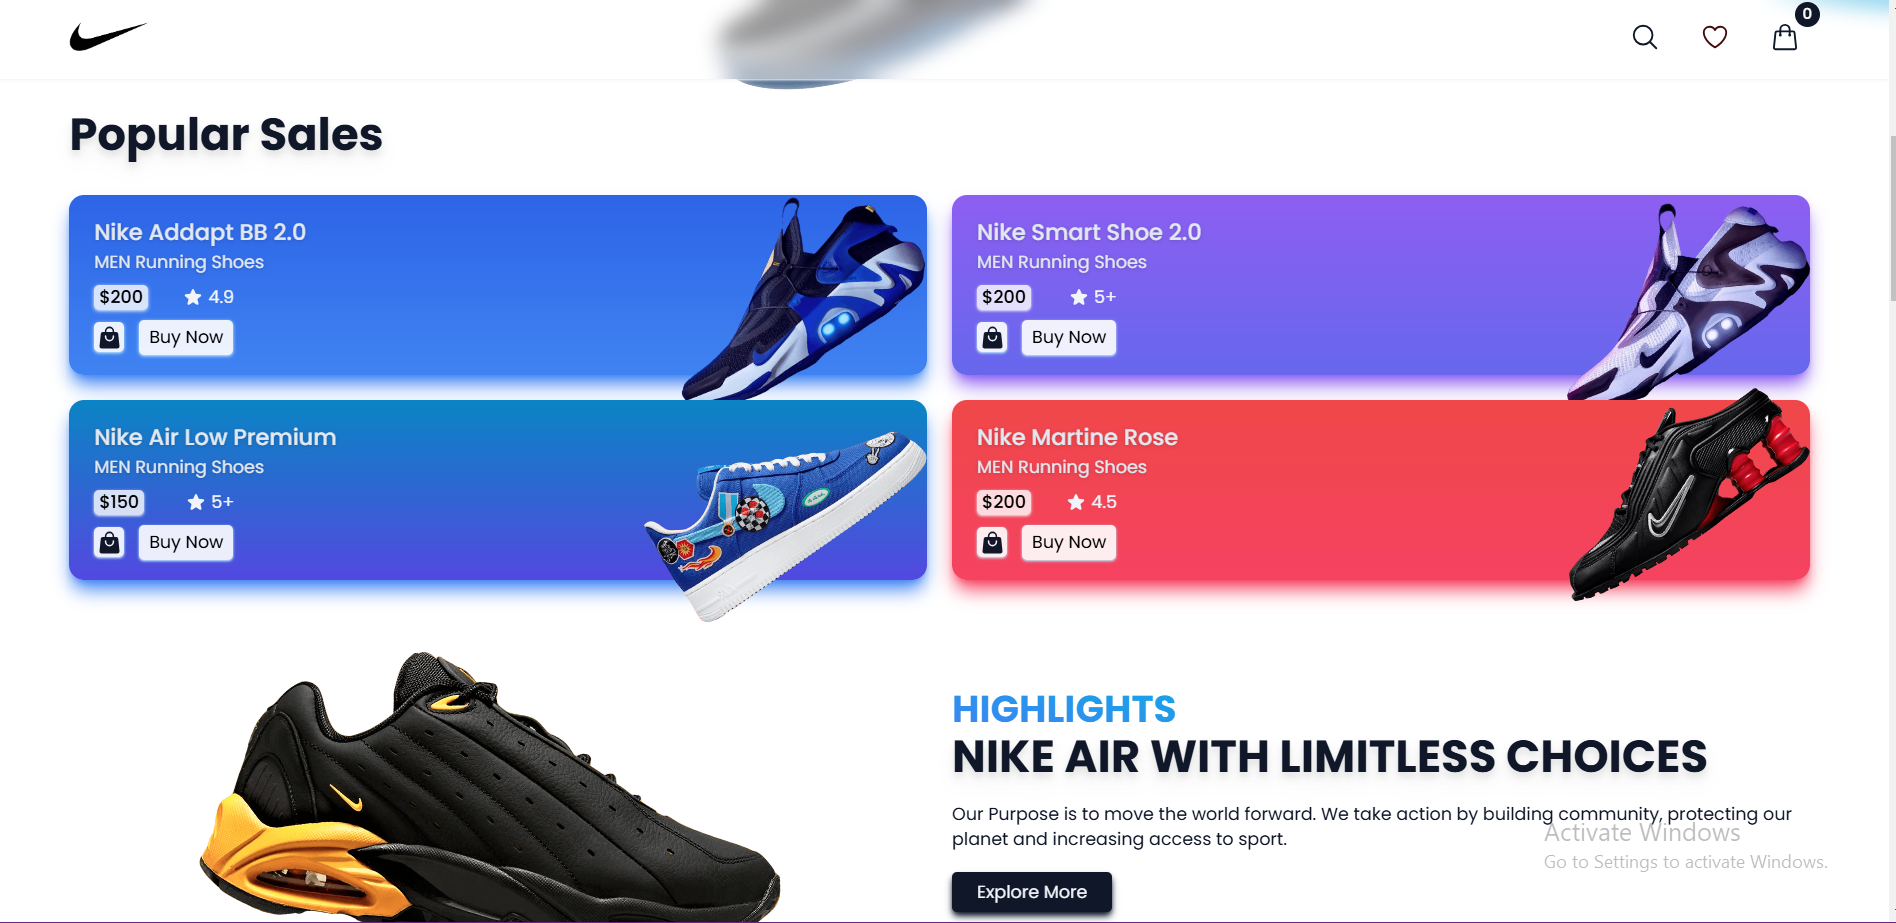 0
Popular Sales
Nike Addapt BB 2.0
MEN Running Shoes
$200 4.9
Buy Now
Nike Smart Shoe 2.0
MEN Running Shoes
$200 5+
Buy Now
Nike Air Low Premium
MEN Running Shoes
$150 5+
Buy Now
Nike Martine Rose
MEN Running Shoes
$200 4.5
Buy Now
HIGHLIGHTS
NIKE AIR WITH LIMITLESS CHOICES
Our Purpose is to move the world forward. We take action by building community, protecting our
planet and increasing access to sport.
Explore More
Activate Windows
Go to Settings to activate Windows.